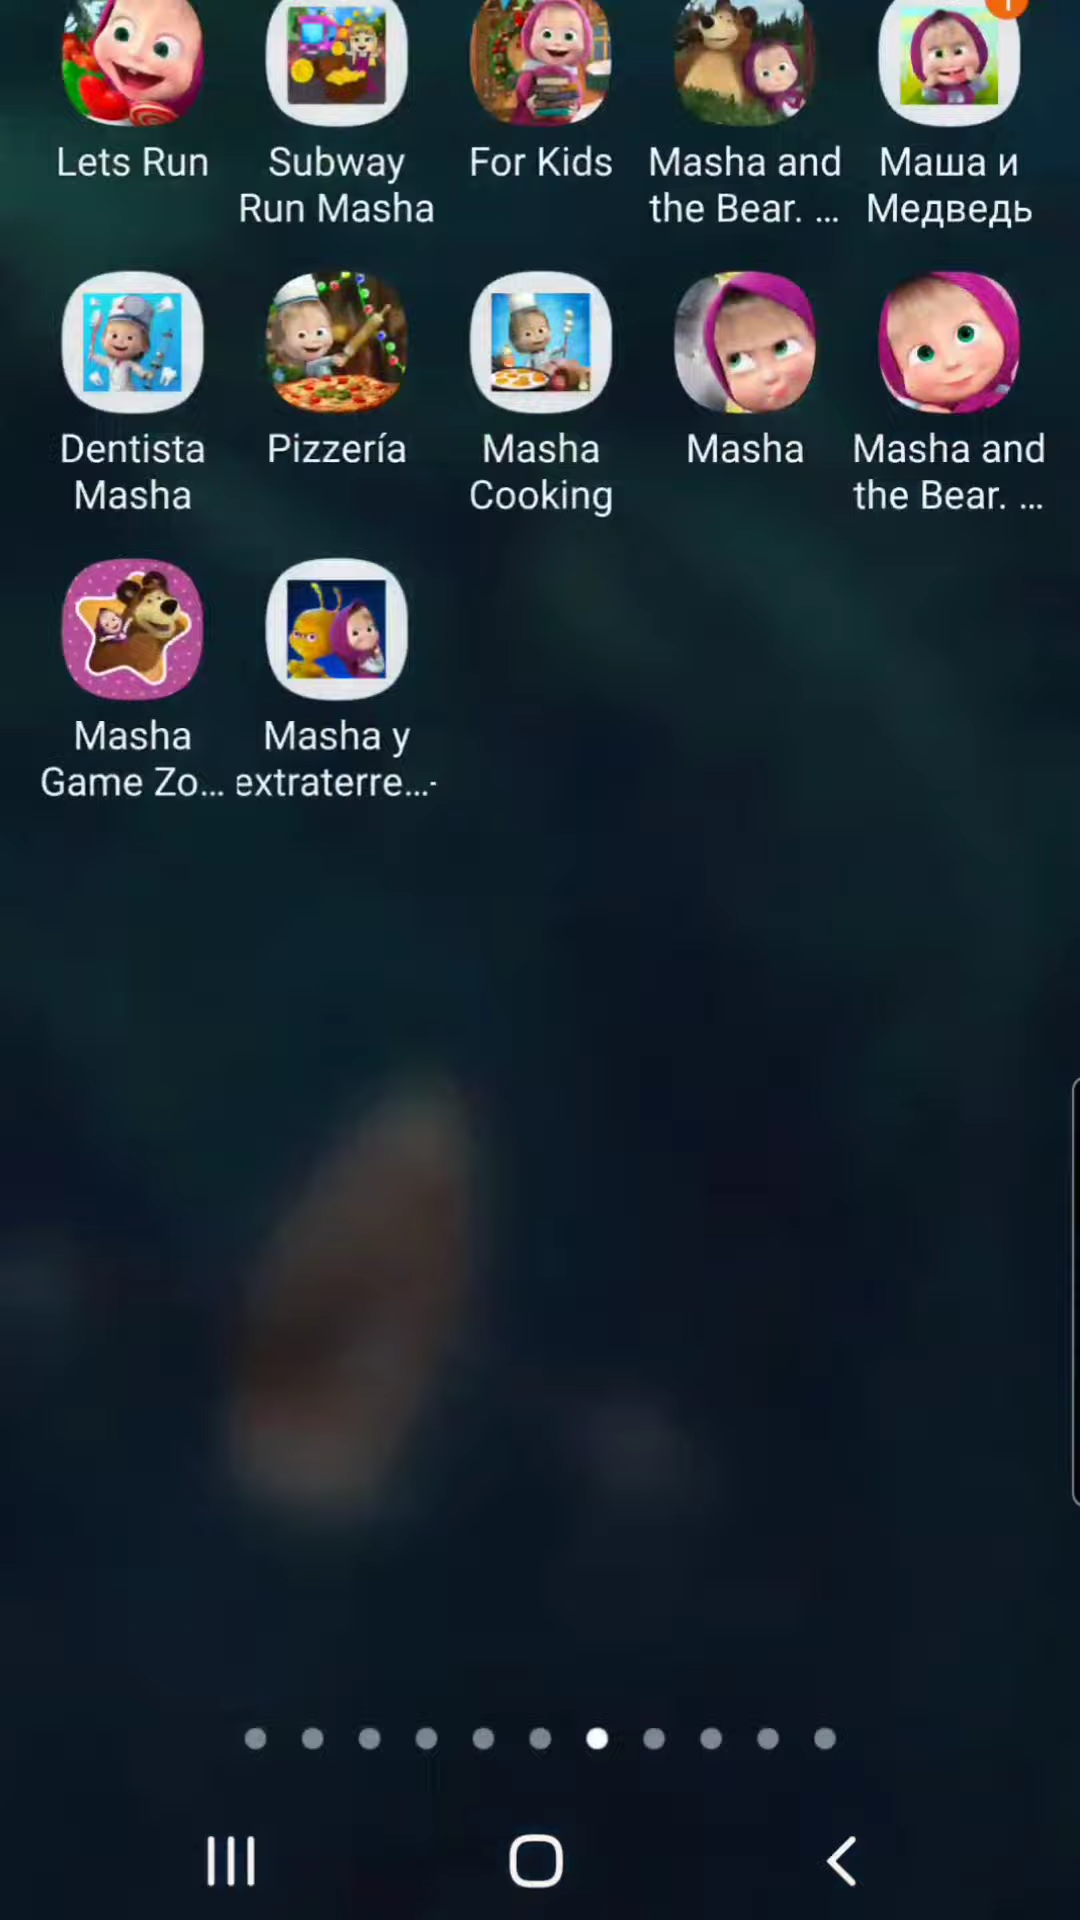 Lets Run
Subway
Run Masha
For Kids
Masha and
the Bear. ...
Маша и
Медведь
Dentista
Masha
Pizzería
Masha
Cooking
Masha
Masha and
the Bear. ...
Masha
Game Zo...
Masha y
extraterre...-